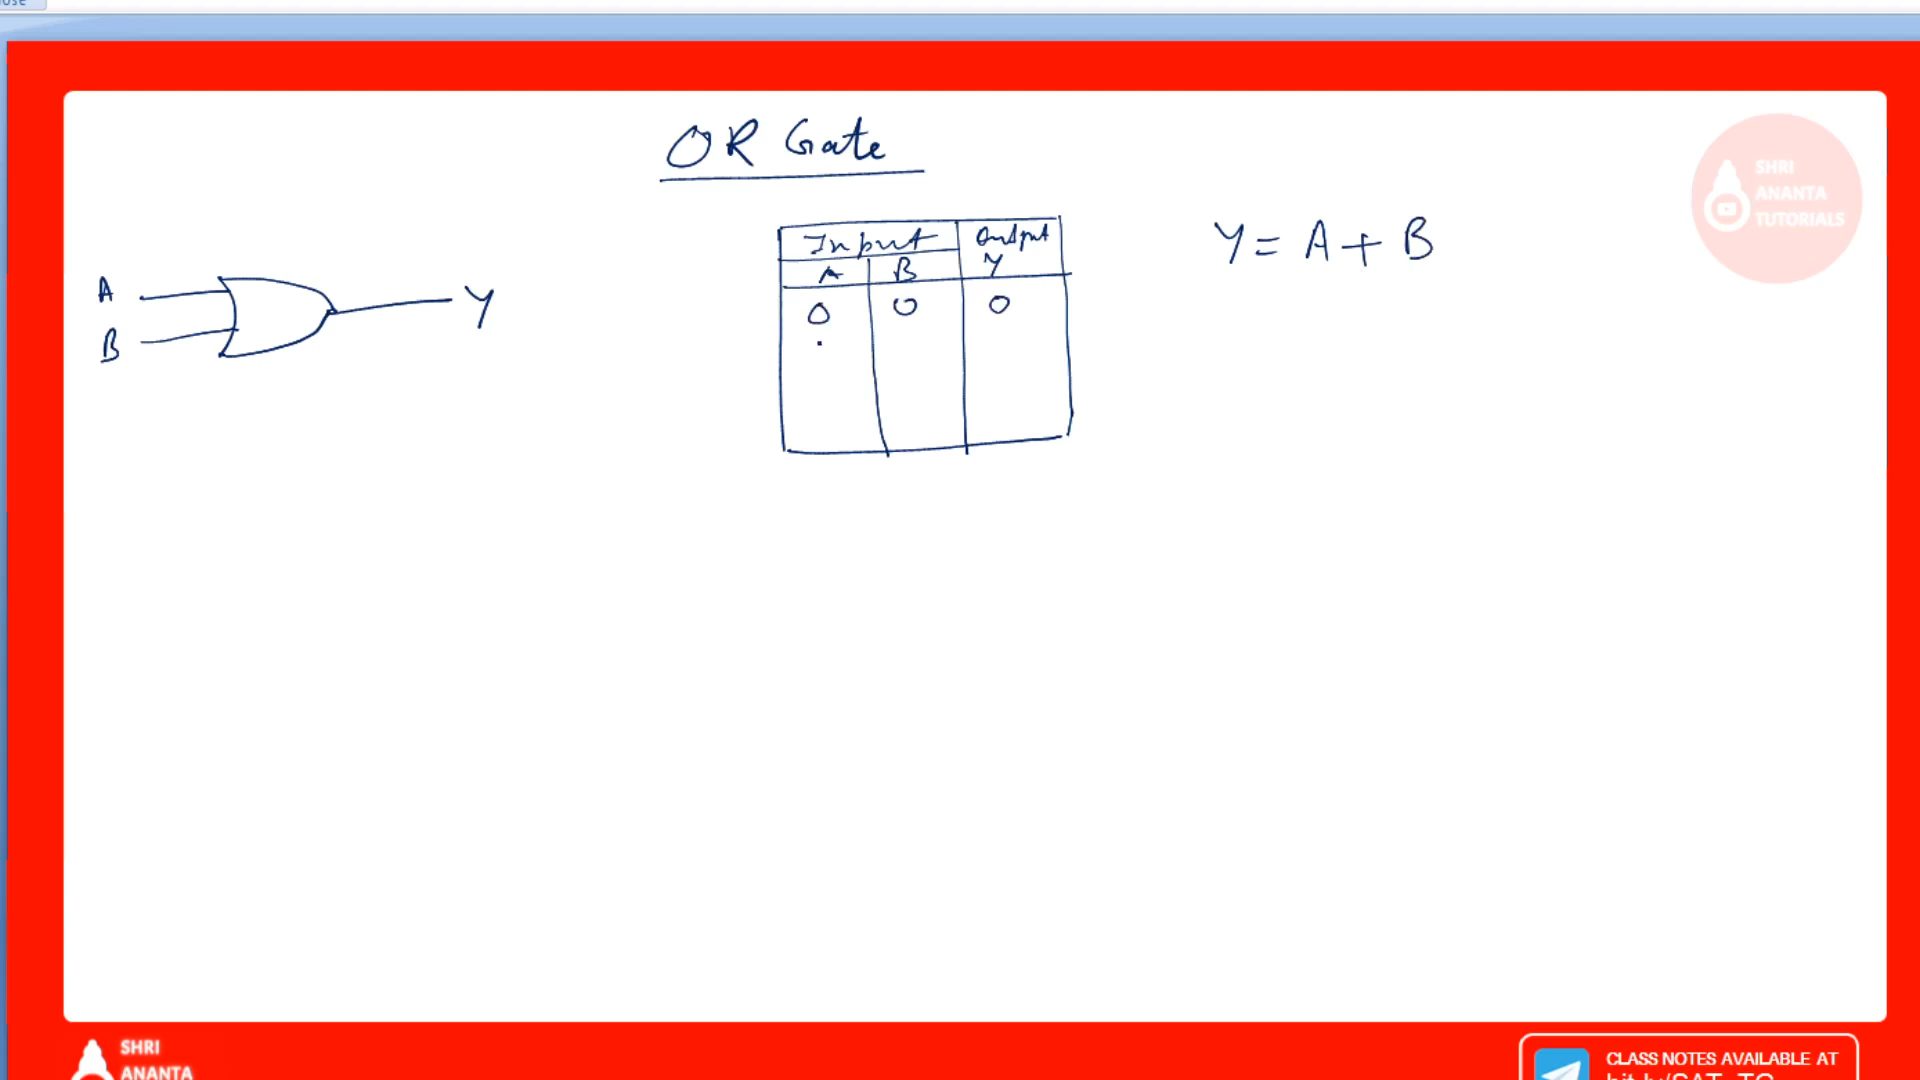 OR Gate
SHRI
ANANTA
TUTORIALS
Input Output
A B Y
0 0 0
Y = A + B
A
B
Y
SHRI
ANANTA
CLASS NOTES AVAILABLE AT